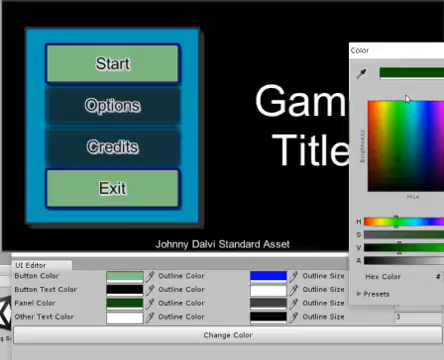 Start
Options
Credits
Exit
Gam
Title
Johnny Dalvi Standard Asset
Color
Brightness
Hue
H
S
V
A
Hex Color #
Presets
UI Editor
Button Color Outline Color Outline Size
Button Text Color Outline Color Outline Size
Panel Color Outline Color Outline Size
Other Text Color Outline Color Outline Size 3
Change Color